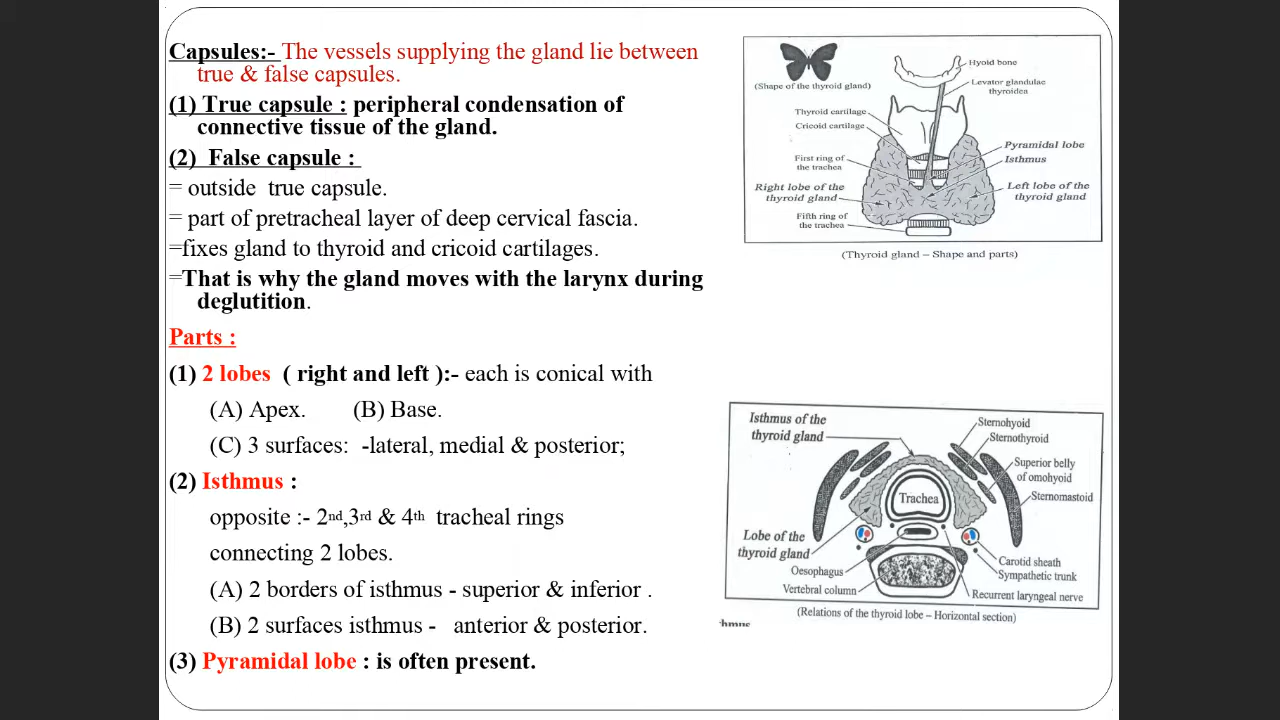 Capsules:- The vessels supplying the gland lie between
true & false capsules.
(1) True capsule : peripheral condensation of
connective tissue of the gland.
(2) False capsule :
= outside true capsule.
= part of pretracheal layer of deep cervical fascia.
=fixes gland to thyroid and cricoid cartilages.
=That is why the gland moves with the larynx during
deglutition.
Parts :
(1) 2 lobes ( right and left ):- each is conical with
(A) Apex. (B) Base.
(C) 3 surfaces: -lateral, medial & posterior;
(2) Isthmus :
opposite :- 2nd,3rd & 4th tracheal rings
connecting 2 lobes.
(A) 2 borders of isthmus - superior & inferior .
(B) 2 surfaces isthmus - anterior & posterior.
(3) Pyramidal lobe : is often present.
(Shape of the thyroid gland)
Hyoid bone
Levator glandulae
thyroidea
Thyroid cartilage
Cricoid cartilage
First ring of
the trachea
Right lobe of the
thyroid gland
Fifth ring of
the trachea
Pyramidal lobe
Isthmus
Left lobe of the
thyroid gland
(Thyroid gland – Shape and parts)
Isthmus of the
thyroid gland
Sternohyoid
Sternothyroid
Superior belly
of omohyoid
Sternomastoid
Trachea
Lobe of the
thyroid gland
Oesophagus
Vertebral column
Carotid sheath
Sympathetic trunk
Recurrent laryngeal nerve
(Relations of the thyroid lobe – Horizontal section)